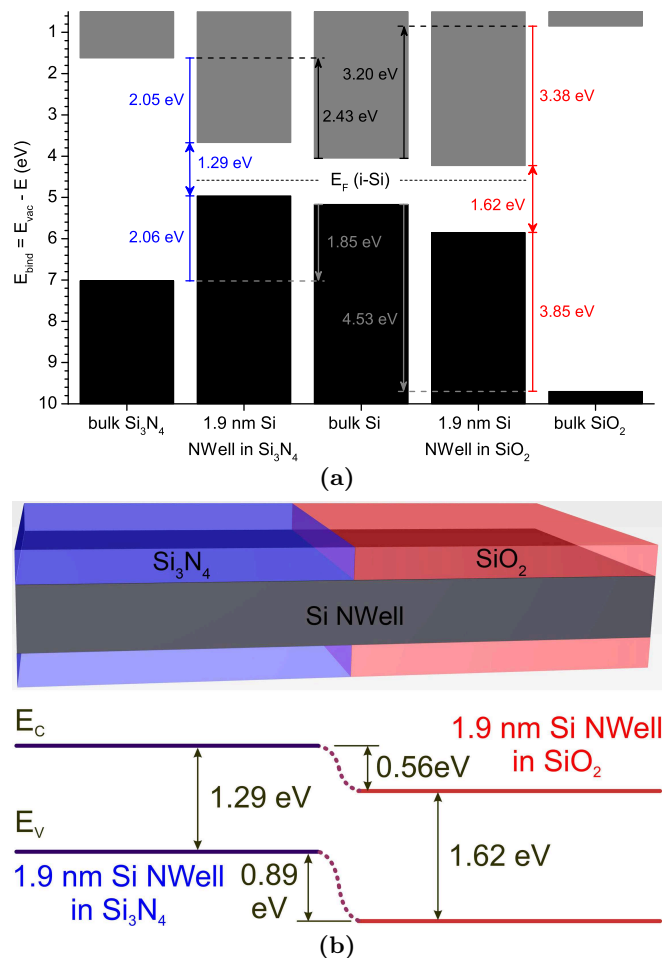 1
2
3
4
5
6
7
8
9
10
E_bind = E_vac - E (eV)
2.05 eV
1.29 eV
2.06 eV
3.20 eV
2.43 eV
E_F (i-Si)
1.85 eV
4.53 eV
3.38 eV
1.62 eV
3.85 eV
bulk Si₃N₄
1.9 nm Si
NWell in Si₃N₄
bulk Si
1.9 nm Si
NWell in SiO₂
bulk SiO₂
(a)
Si₃N₄
SiO₂
Si NWell
E_C
1.9 nm Si NWell
in SiO₂
0.56eV
1.29 eV
E_V
1.62 eV
1.9 nm Si NWell
in Si₃N₄
0.89
eV
(b)